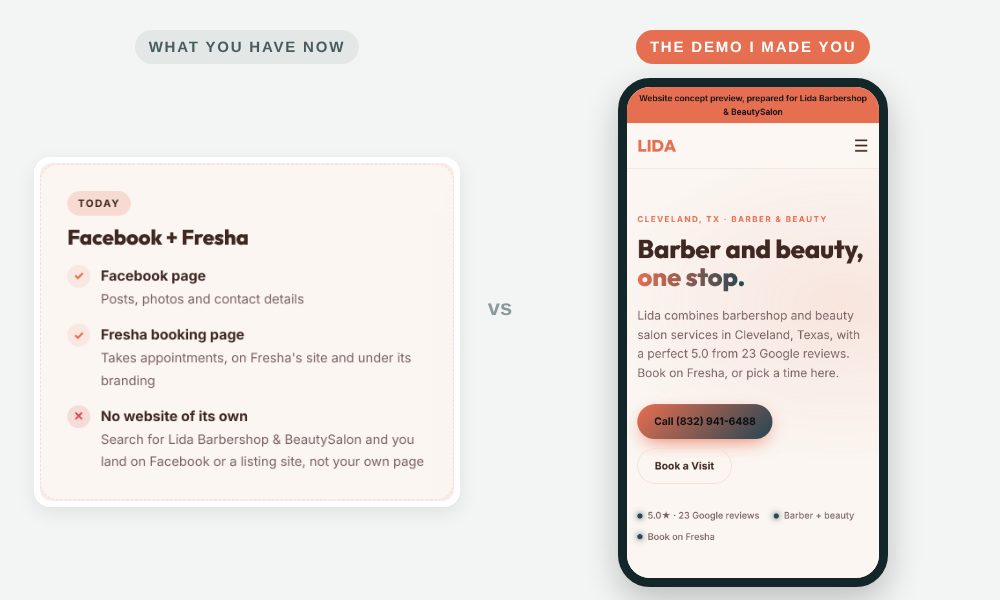 WHAT YOU HAVE NOW
TODAY
Facebook + Fresha
Facebook page
Posts, photos and contact details
Fresha booking page
Takes appointments, on Fresha's site and under its
branding
No website of its own
Search for Lida Barbershop & BeautySalon and you
land on Facebook or a listing site, not your own page
vs
THE DEMO I MADE YOU
Website concept preview, prepared for Lida Barbershop
& BeautySalon
LIDA
CLEVELAND, TX · BARBER & BEAUTY
Barber and beauty,
one stop.
Lida combines barbershop and beauty
salon services in Cleveland, Texas, with
a perfect 5.0 from 23 Google reviews.
Book on Fresha, or pick a time here.
Call (832) 941-6488
Book a Visit
5.0★ · 23 Google reviews
Barber + beauty
Book on Fresha